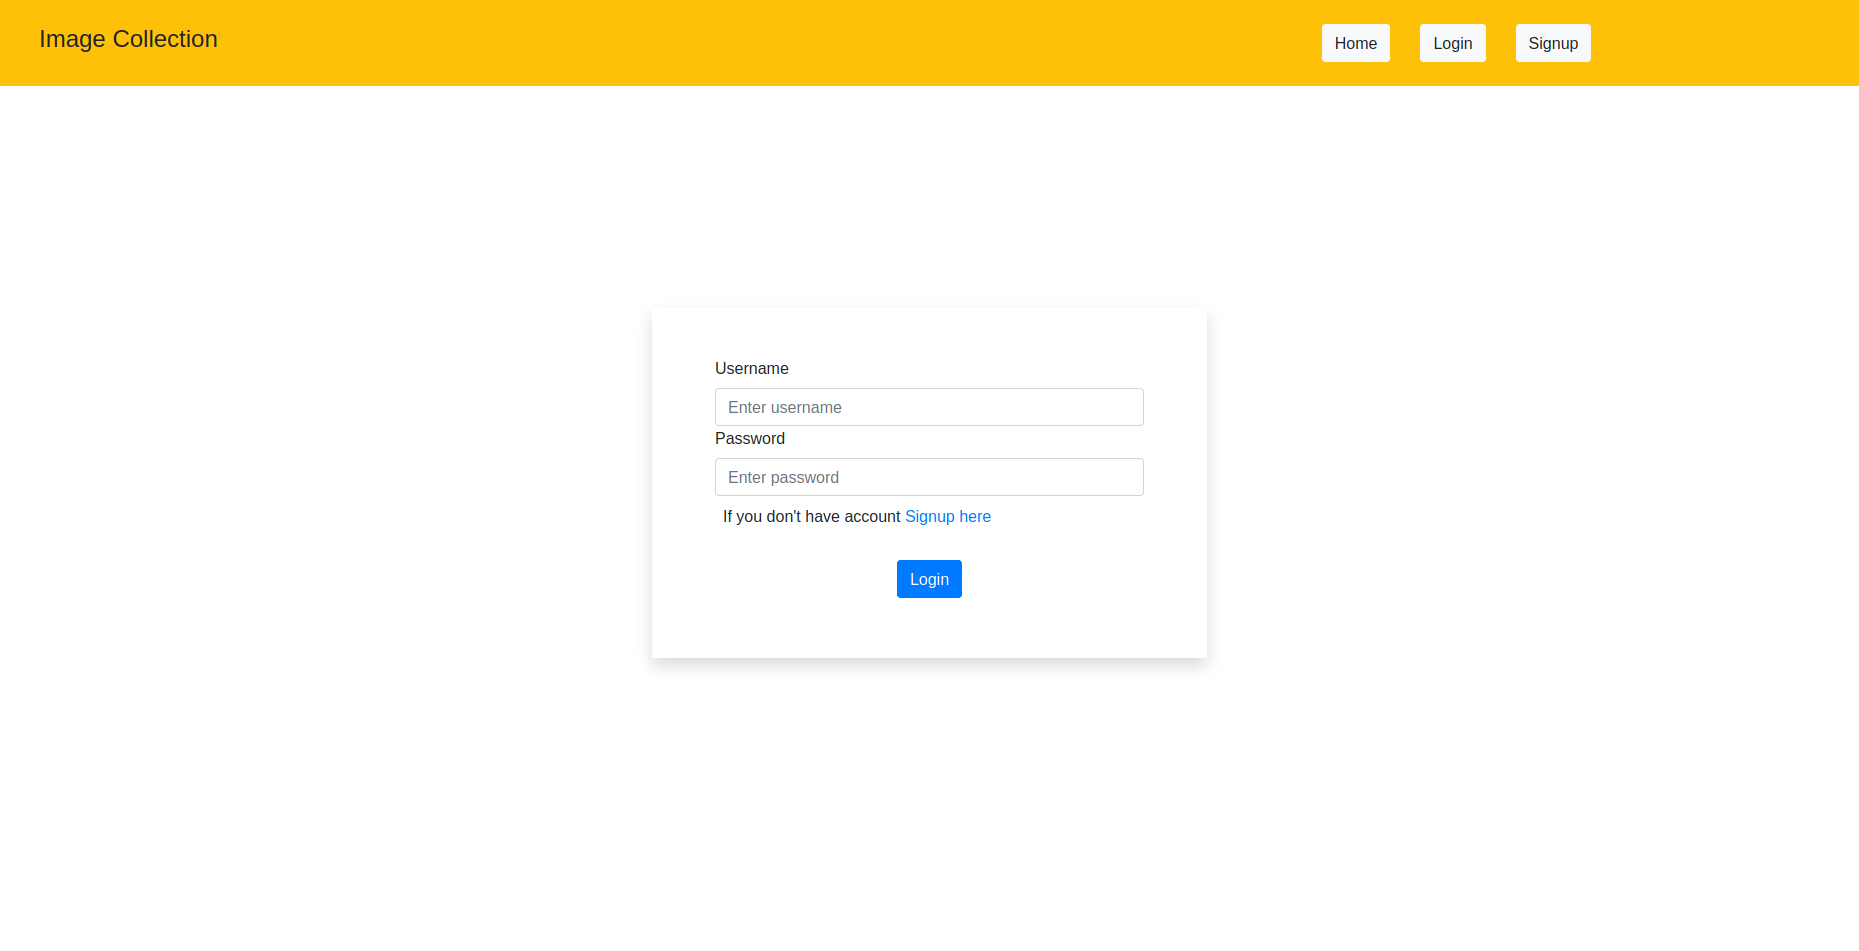 Image Collection
Home Login Signup
Username
Enter username
Password
Enter password
If you don't have account Signup here
Login